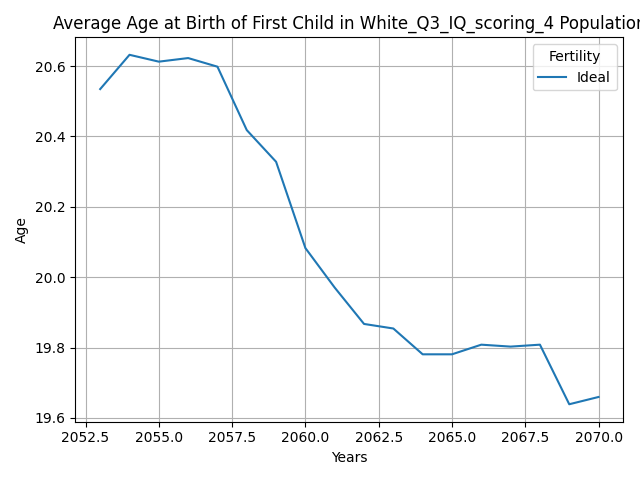 Average Age at Birth of First Child in White_Q3_IQ_scoring_4 Population
Fertility
Ideal
20.6
20.4
20.2
20.0
19.8
19.6
Age
2052.5 2055.0 2057.5 2060.0 2062.5 2065.0 2067.5 2070.0
Years